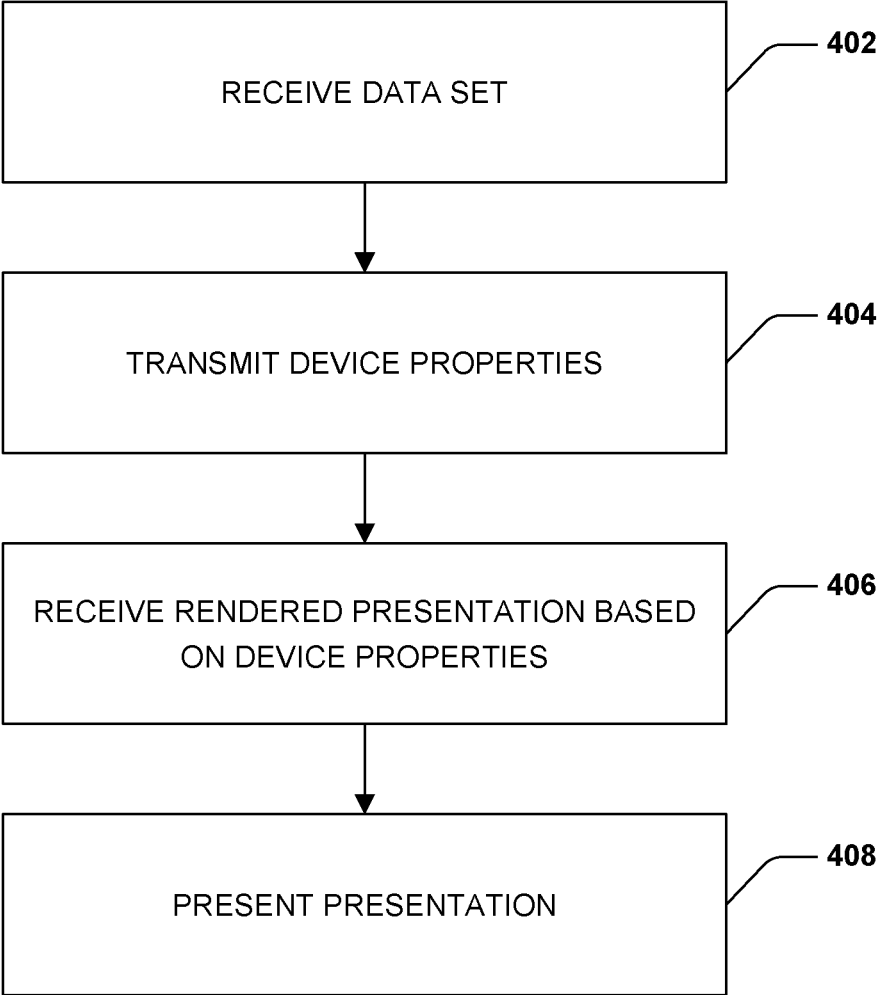 402
RECEIVE DATA SET
404
TRANSMIT DEVICE PROPERTIES
406
RECEIVE RENDERED PRESENTATION BASED
ON DEVICE PROPERTIES
408
PRESENT PRESENTATION